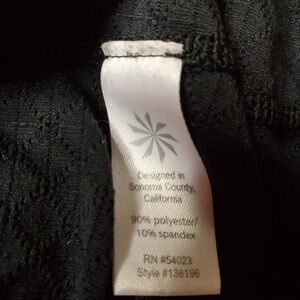 Designed in
Sonoma County,
California
90% polyester/
10% spandex
RN #54023
Style #138196